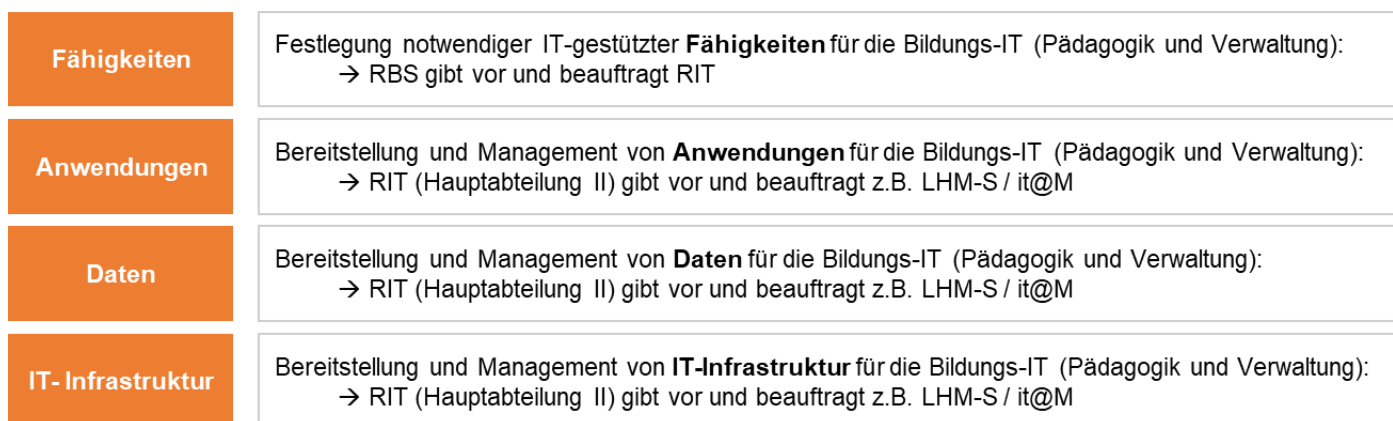 Fähigkeiten
Festlegung notwendiger IT-gestützter Fähigkeiten für die Bildungs-IT (Pädagogik und Verwaltung):
→ RBS gibt vor und beauftragt RIT
Anwendungen
Bereitstellung und Management von Anwendungen für die Bildungs-IT (Pädagogik und Verwaltung):
→ RIT (Hauptabteilung II) gibt vor und beauftragt z.B. LHM-S / it@M
Daten
Bereitstellung und Management von Daten für die Bildungs-IT (Pädagogik und Verwaltung):
→ RIT (Hauptabteilung II) gibt vor und beauftragt z.B. LHM-S / it@M
IT- Infrastruktur
Bereitstellung und Management von IT-Infrastruktur für die Bildungs-IT (Pädagogik und Verwaltung):
→ RIT (Hauptabteilung II) gibt vor und beauftragt z.B. LHM-S / it@M